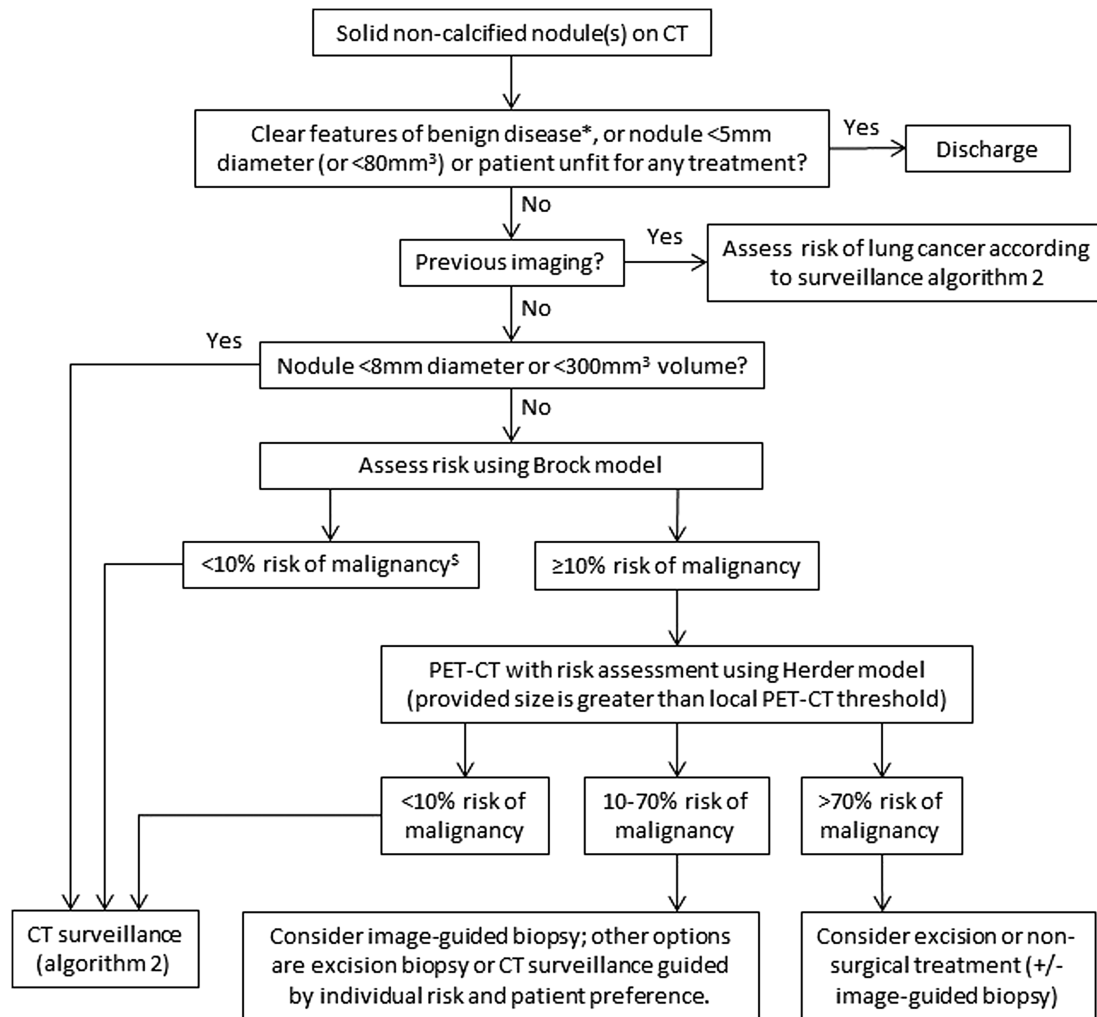 Solid non-calcified nodule(s) on CT
Clear features of benign disease*, or nodule <5mm
diameter (or <80mm³) or patient unfit for any treatment?
Yes
Discharge
No
Previous imaging?
Yes
Assess risk of lung cancer according
to surveillance algorithm 2
No
Yes
Nodule <8mm diameter or <300mm³ volume?
No
Assess risk using Brock model
<10% risk of malignancy$
≥10% risk of malignancy
PET-CT with risk assessment using Herder model
(provided size is greater than local PET-CT threshold)
<10% risk of
malignancy
10-70% risk of
malignancy
>70% risk of
malignancy
CT surveillance
(algorithm 2)
Consider image-guided biopsy; other options
are excision biopsy or CT surveillance guided
by individual risk and patient preference.
Consider excision or non-
surgical treatment (+/-
image-guided biopsy)